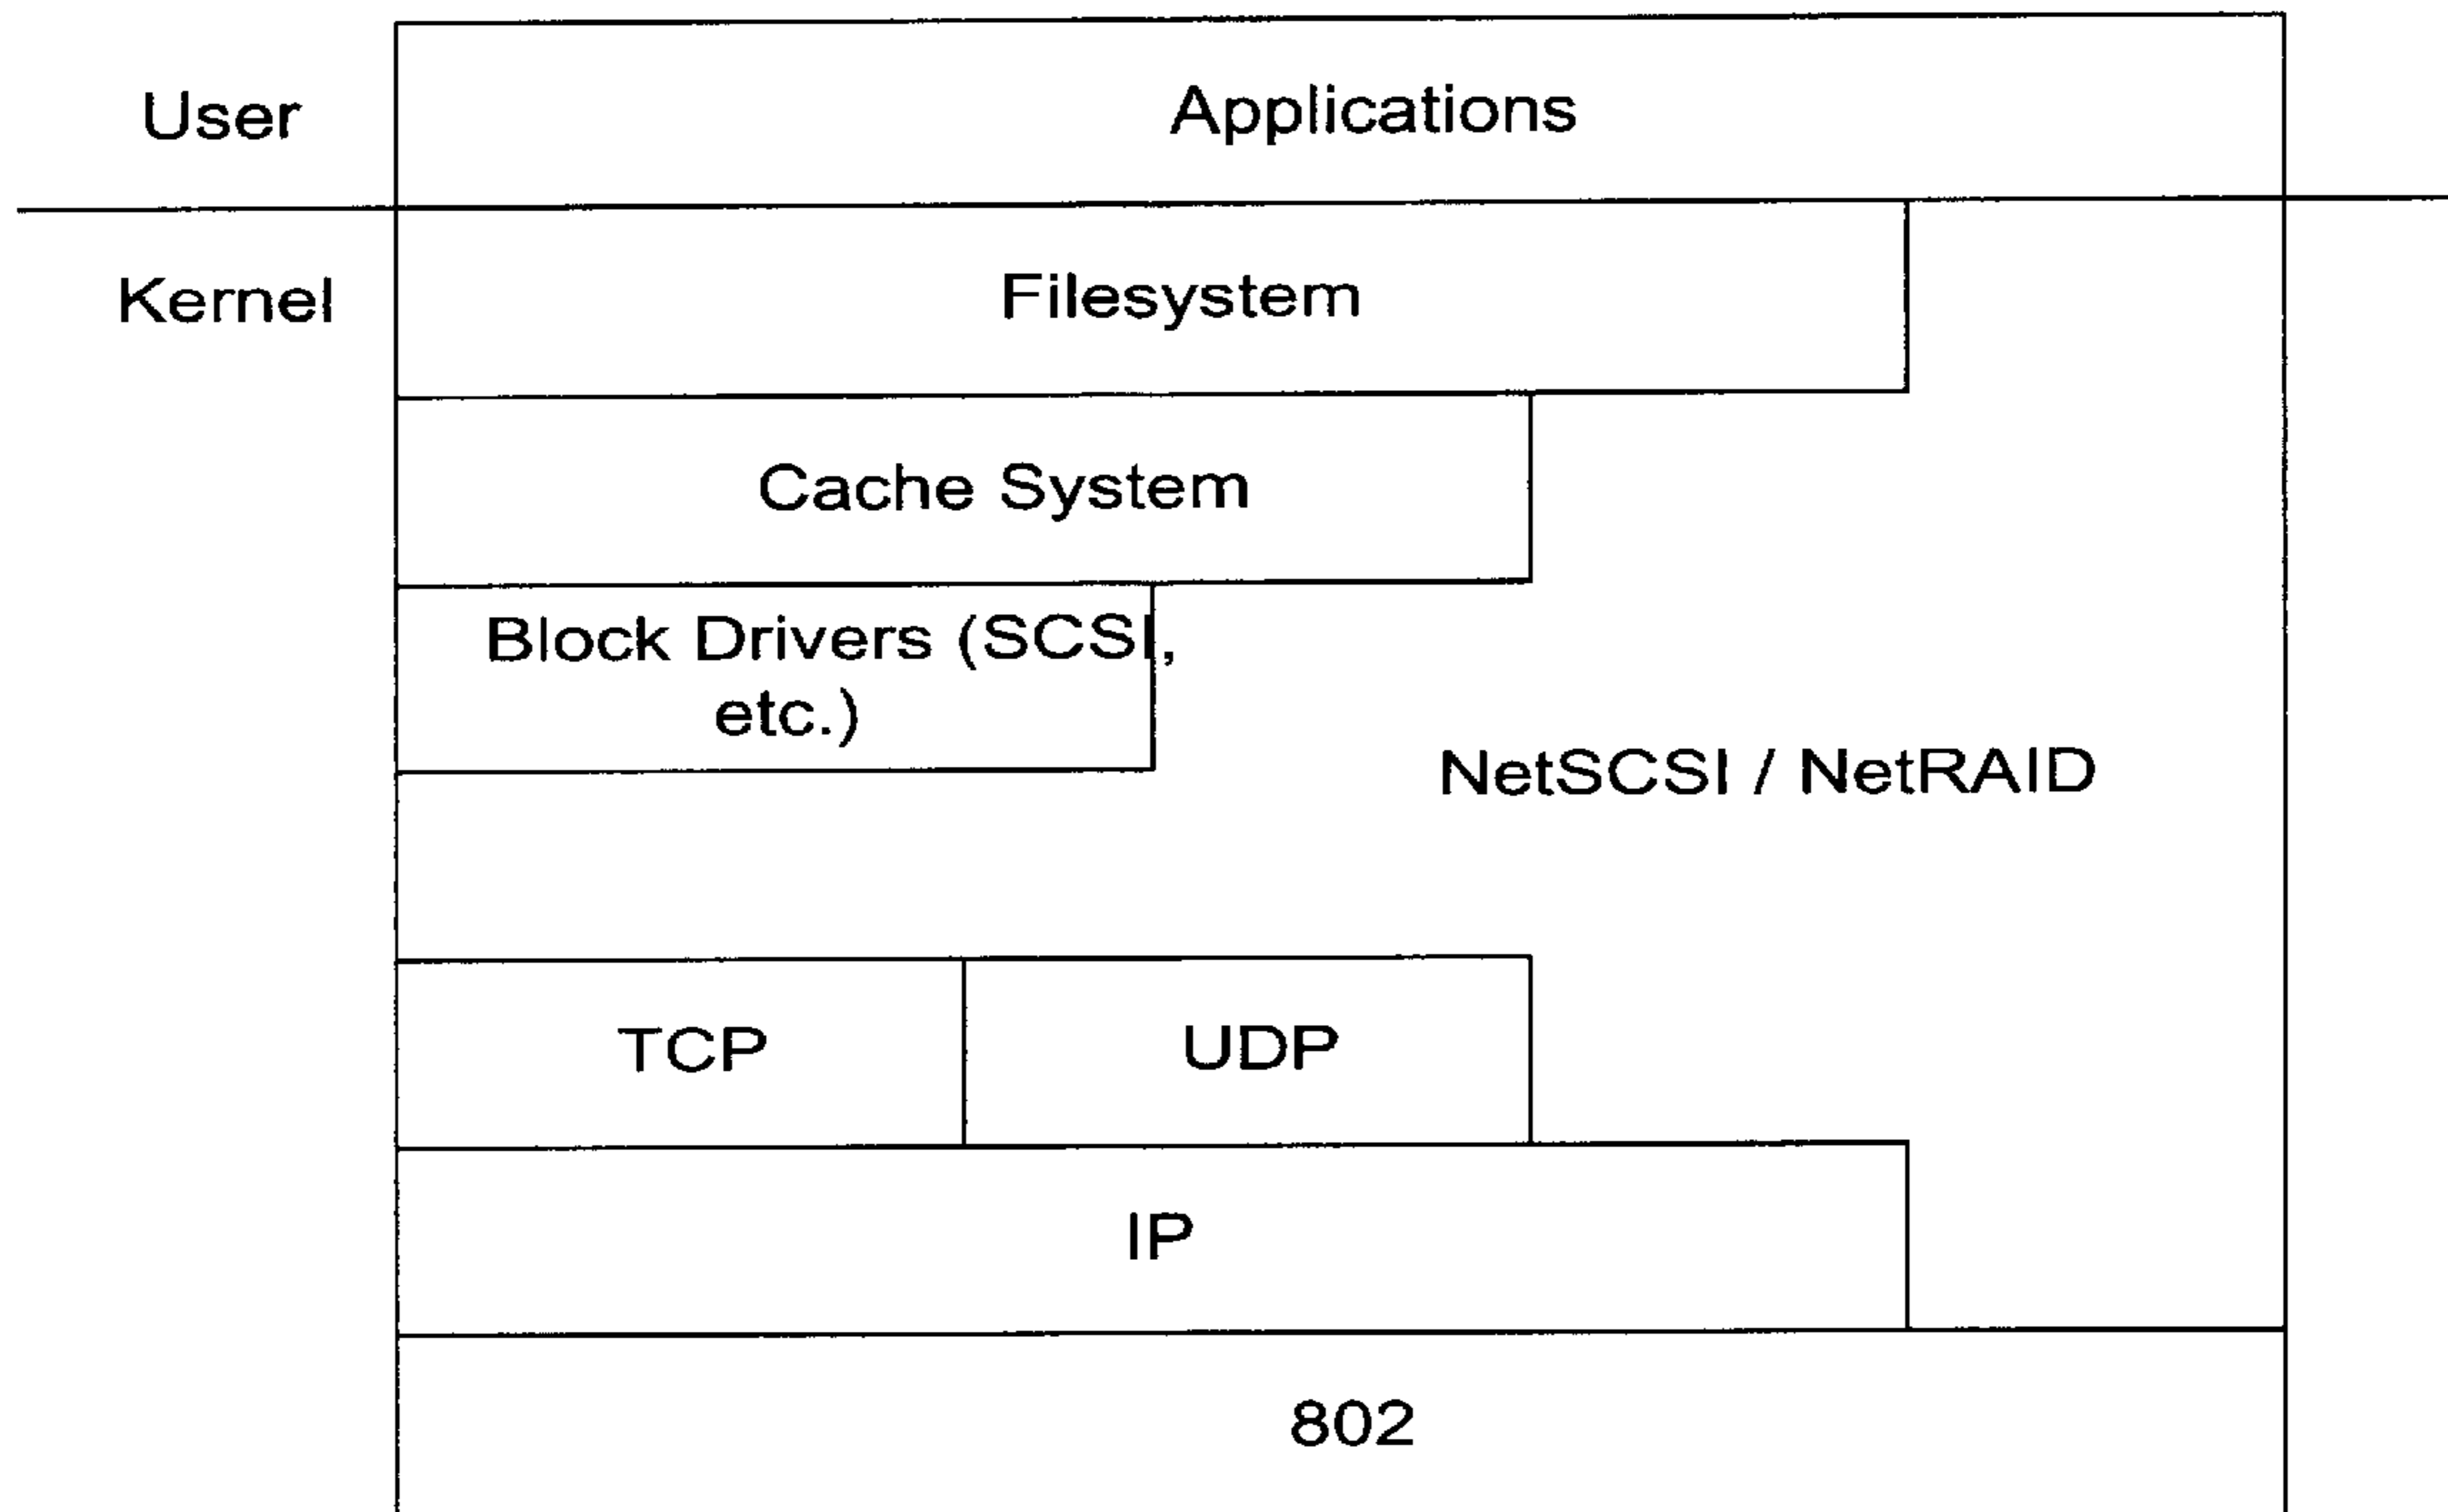 User
Applications
Kernel
Filesystem
Cache System
Block Drivers (SCSI,
etc.)
NetSCSI / NetRAID
TCP
UDP
IP
802